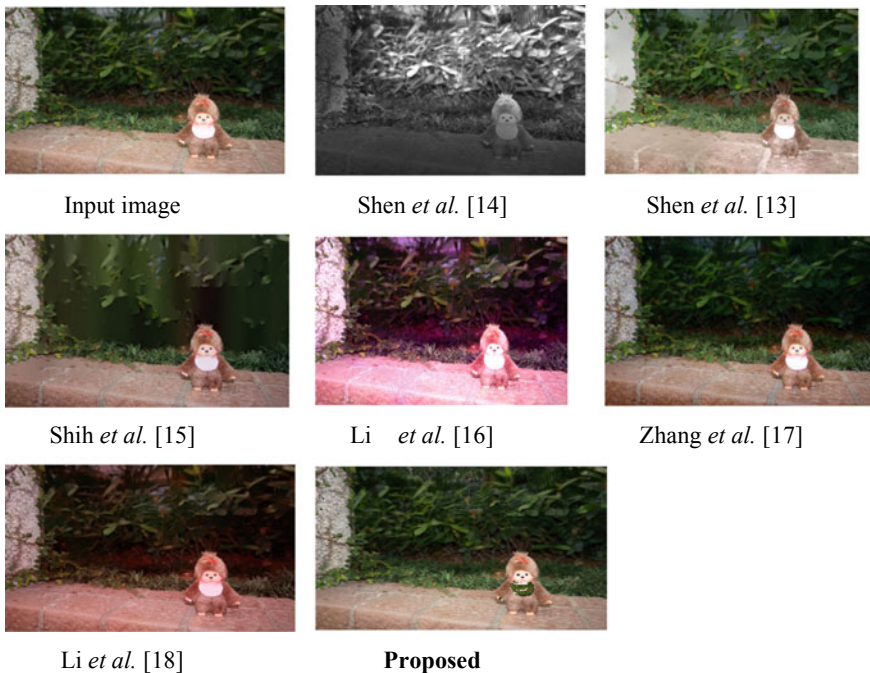 Input image
Shen et al. [14]
Shen et al. [13]
Shih et al. [15]
Li et al. [16]
Zhang et al. [17]
Li et al. [18]
Proposed